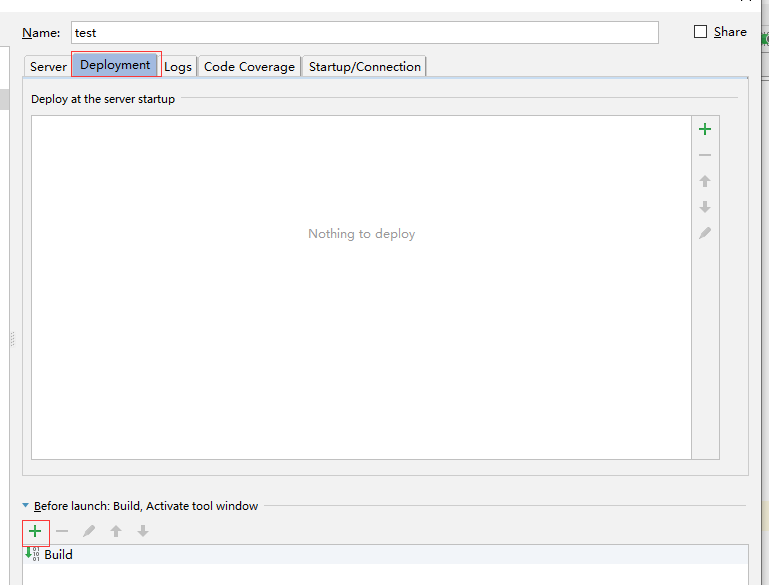 Name: test Share
Server Deployment Logs Code Coverage Startup/Connection
Deploy at the server startup
Nothing to deploy
Before launch: Build, Activate tool window
Build